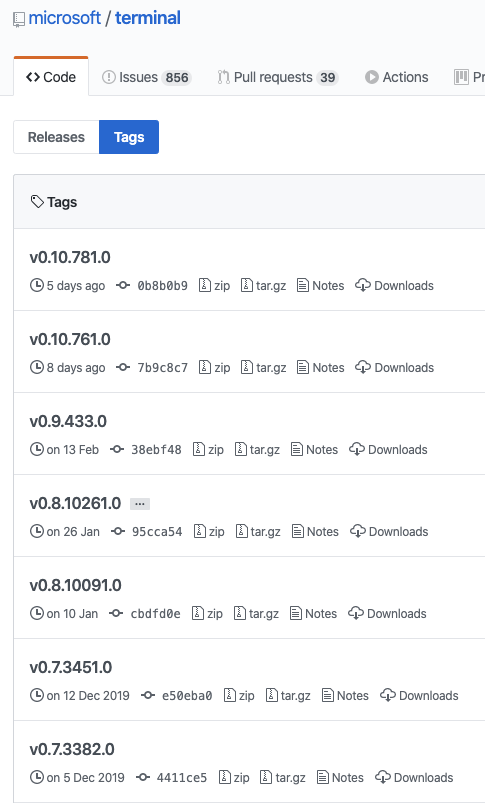 microsoft / terminal
Code Issues 856 Pull requests 39 Actions Pr
Releases Tags
Tags
v0.10.781.0
5 days ago 0b8b0b9 zip tar.gz Notes Downloads
v0.10.761.0
8 days ago 7b9c8c7 zip tar.gz Notes Downloads
v0.9.433.0
on 13 Feb 38ebf48 zip tar.gz Notes Downloads
v0.8.10261.0 ...
on 26 Jan 95cca54 zip tar.gz Notes Downloads
v0.8.10091.0
on 10 Jan cbdfd0e zip tar.gz Notes Downloads
v0.7.3451.0
on 12 Dec 2019 e50eba0 zip tar.gz Notes Downloads
v0.7.3382.0
on 5 Dec 2019 4411ce5 zip tar.gz Notes Downloads